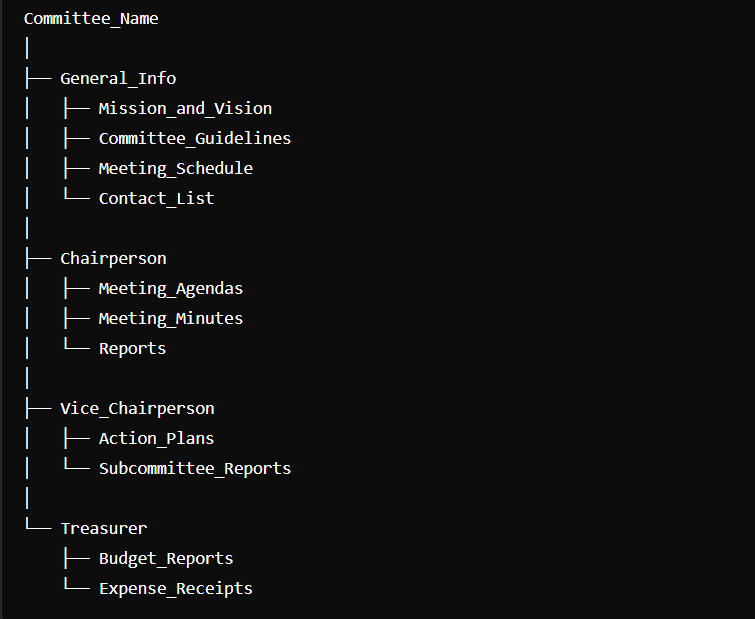 Committee_Name
│
├── General_Info
│   ├── Mission_and_Vision
│   ├── Committee_Guidelines
│   ├── Meeting_Schedule
│   └── Contact_List
│
├── Chairperson
│   ├── Meeting_Agendas
│   ├── Meeting_Minutes
│   └── Reports
│
├── Vice_Chairperson
│   ├── Action_Plans
│   └── Subcommittee_Reports
│
└── Treasurer
    ├── Budget_Reports
    └── Expense_Receipts